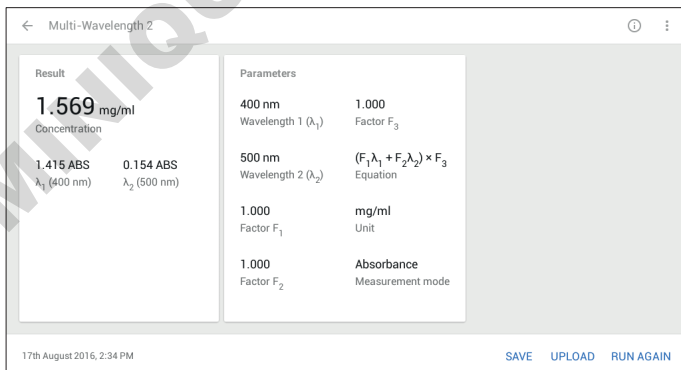 Multi-Wavelength 2
Result
1.569 mg/ml
Concentration
1.415 ABS 0.154 ABS
λ₁ (400 nm) λ₂ (500 nm)
Parameters
400 nm 1.000
Wavelength 1 (λ₁) Factor F₃
500 nm (F₁λ₁ + F₂λ₂) × F₃
Wavelength 2 (λ₂) Equation
1.000 mg/ml
Factor F₁ Unit
1.000 Absorbance
Factor F₂ Measurement mode
17th August 2016, 2:34 PM
SAVE UPLOAD RUN AGAIN